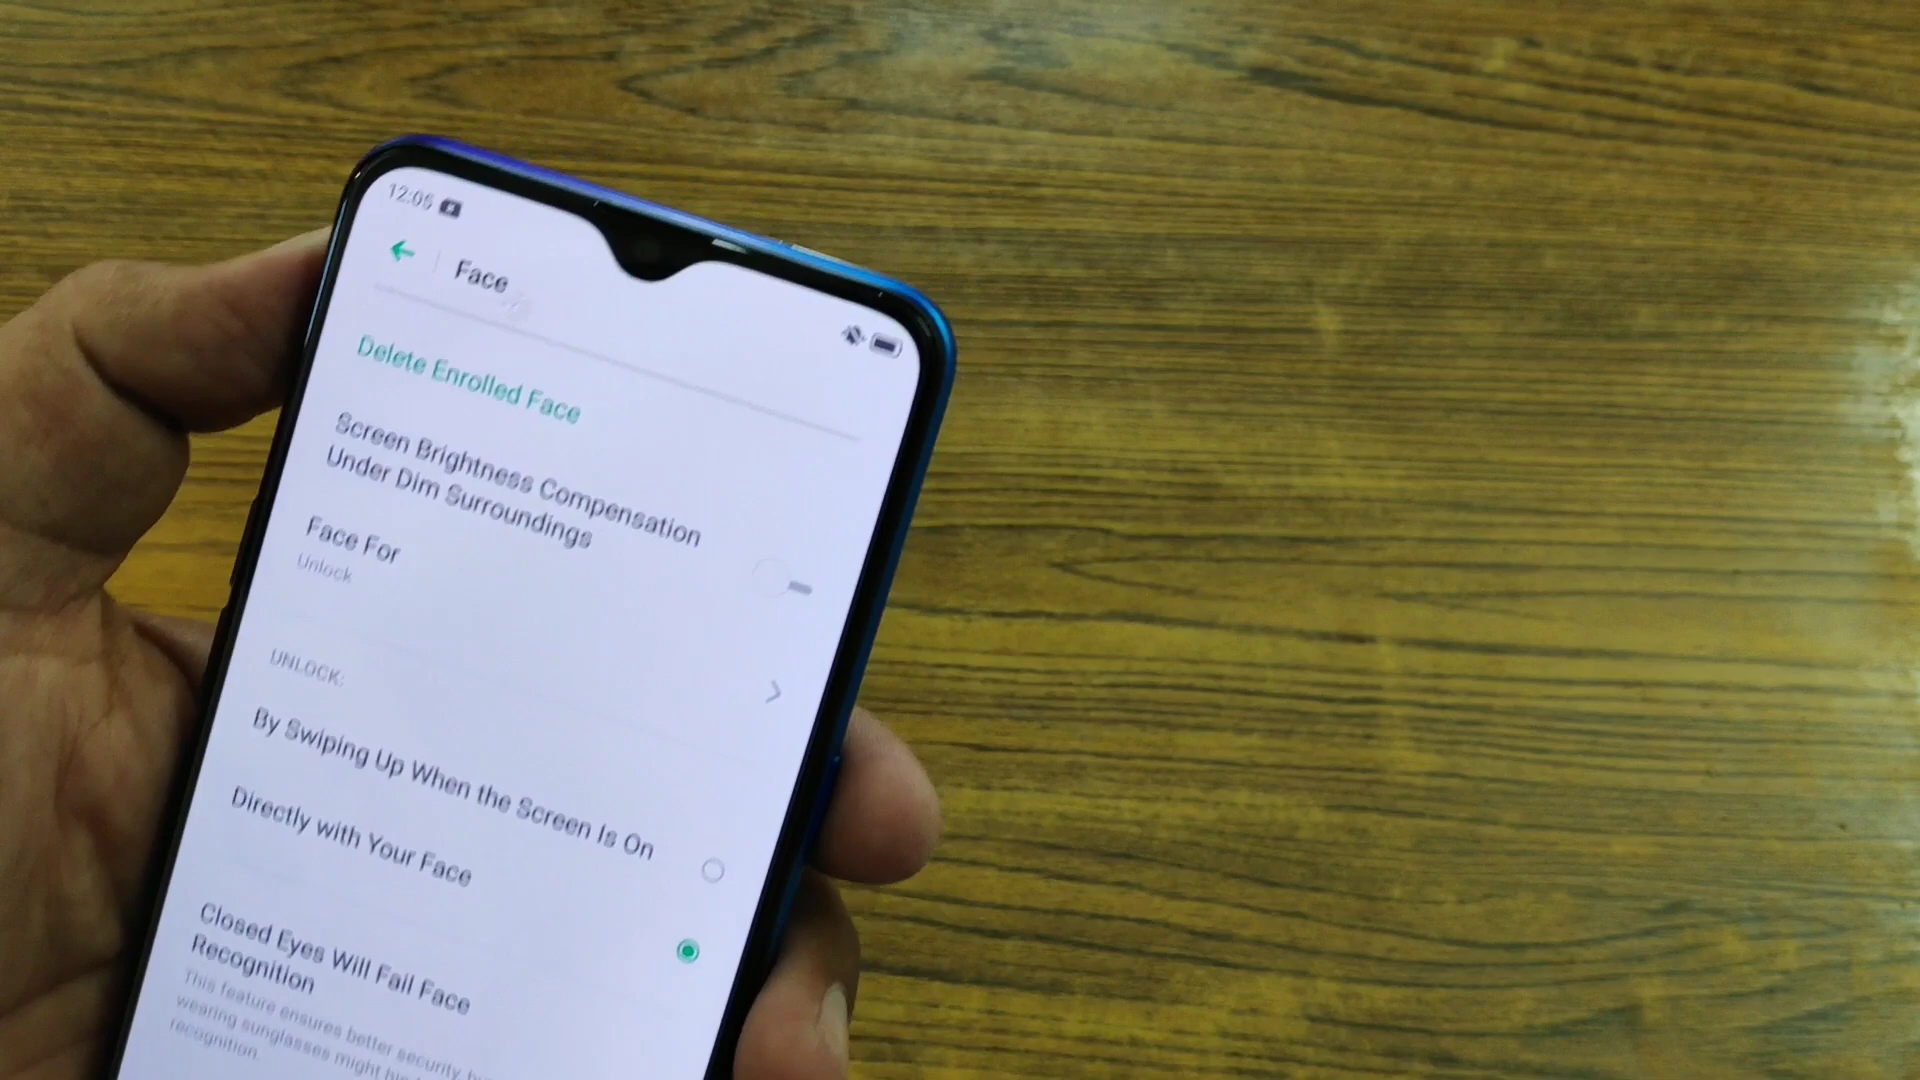 12:05
Face
Delete Enrolled Face
Screen Brightness Compensation
Under Dim Surroundings
Face For
Unlock
UNLOCK:
By Swiping Up When the Screen Is On
Directly with Your Face
Closed Eyes Will Fail Face
Recognition
This feature ensures better security,
wearing sunglasses might
recognition.